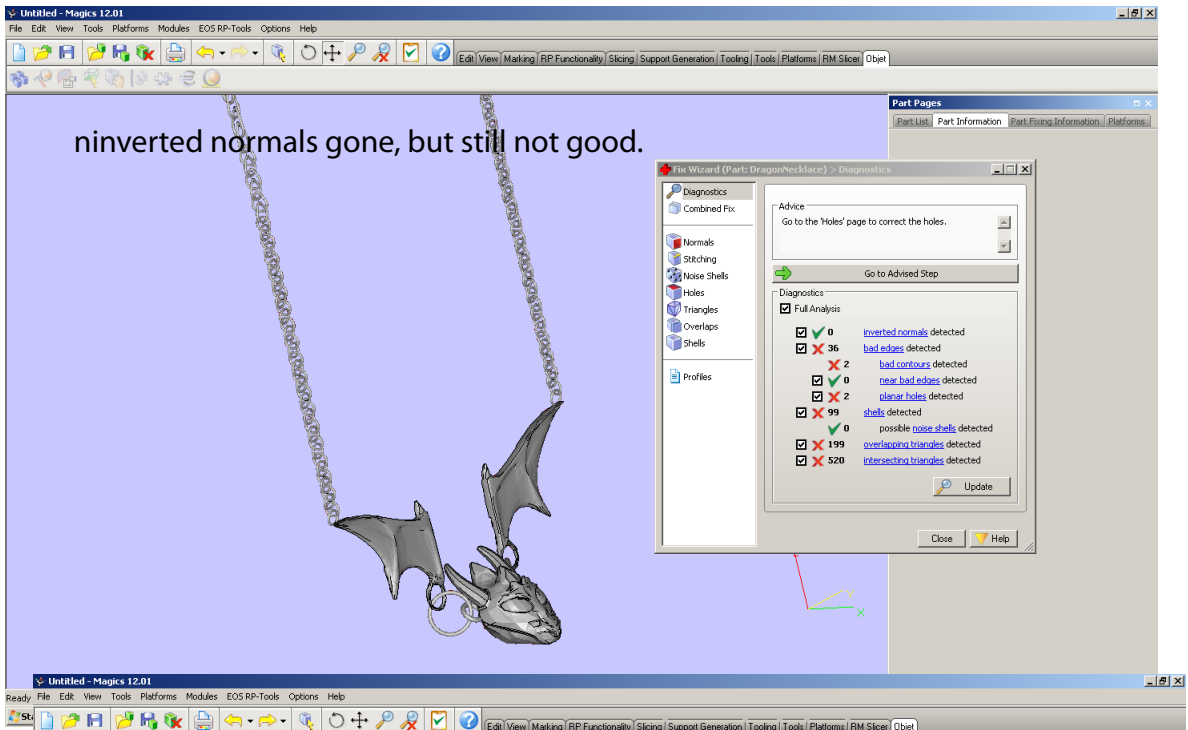 Untitled - Magics 12.01
File Edit View Tools Platforms Modules EOS RP-Tools Options Help
Edit View Marking RP Functionality Slicing Support Generation Tooling Tools Platforms RM Slicer Objet
Part Pages
Part List Part Information Part Fixing Information Platforms
ninverted normals gone, but still not good.
Fix Wizard (Part: DragonNecklace) > Diagnostics
Diagnostics
Combined Fix
Normals
Stitching
Noise Shells
Holes
Triangles
Overlaps
Shells
Profiles
Advice
Go to the 'Holes' page to correct the holes.
Go to Advised Step
Diagnostics
Full Analysis
0 inverted normals detected
36 bad edges detected
2 bad contours detected
0 near bad edges detected
2 planar holes detected
99 shells detected
0 possible noise shells detected
199 overlapping triangles detected
520 intersecting triangles detected
Update
Close Help
Y
X
Untitled - Magics 12.01
Ready File Edit View Tools Platforms Modules EOS RP-Tools Options Help
Edit View Marking RP Functionality Slicing Support Generation Tooling Tools Platforms RM Slicer Objet